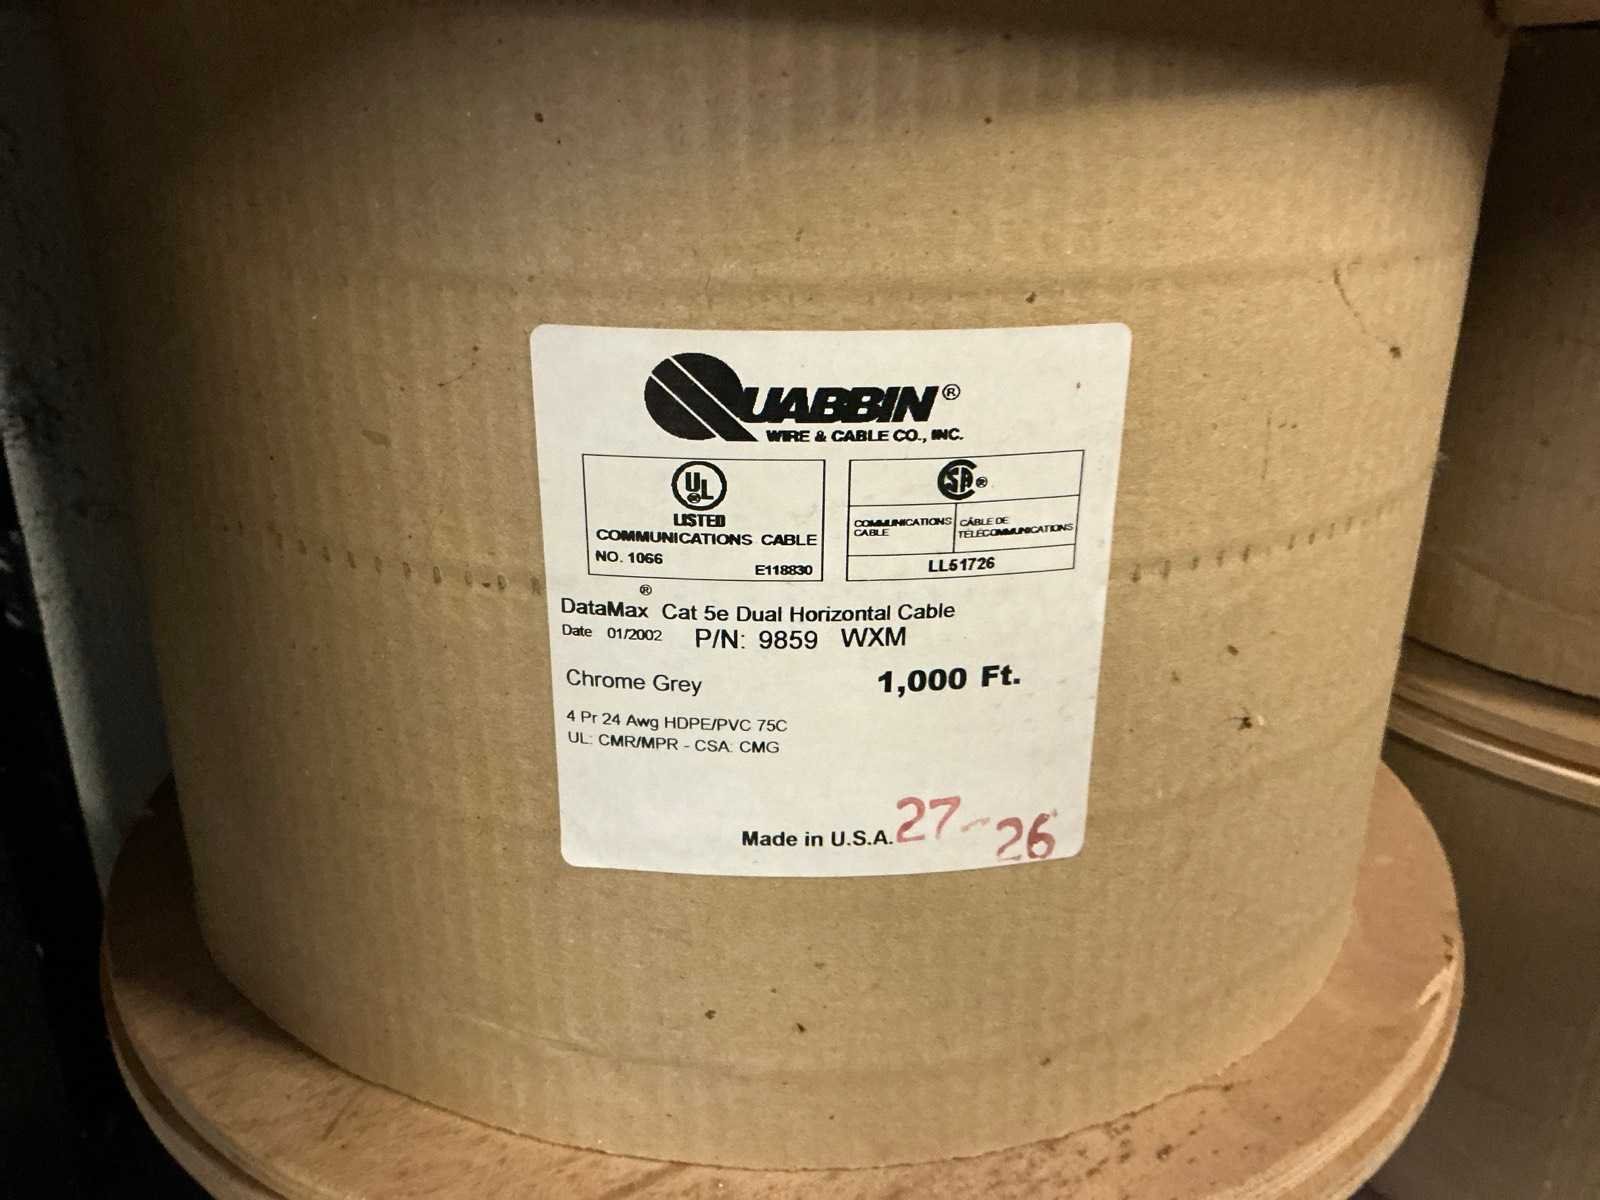 QUABBIN®
WIRE & CABLE CO., INC.
UL
®
LISTED
COMMUNICATIONS CABLE
NO. 1066
E118830
CSA®
COMMUNICATIONS
CABLE
CÂBLE DE
TÉLÉCOMMUNICATIONS
LL51726
DataMax® Cat 5e Dual Horizontal Cable
Date 01/2002 P/N: 9859 WXM
Chrome Grey 1,000 Ft.
4 Pr 24 Awg HDPE/PVC 75C
UL: CMR/MPR - CSA: CMG
Made in U.S.A. 27-26